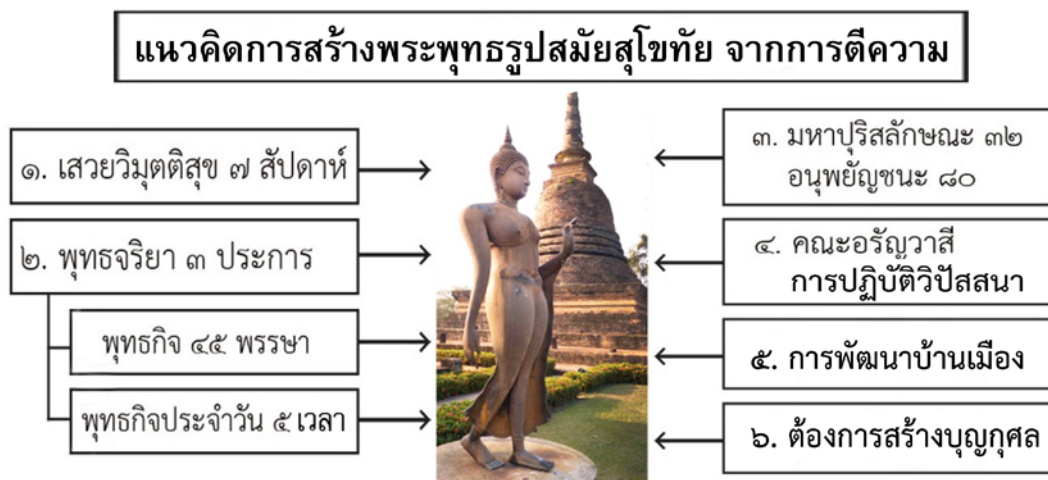 แนวคิดการสร้างพระพุทธรูปสมัยสุโขทัย จากการตีความ
๑. เสวยวิมุตติสุข ๗ สัปดาห์
๒. พุทธจริยา ๓ ประการ
พุทธกิจ ๔๕ พรรษา
พุทธกิจประจำวัน ๕ เวลา
๓. มหาปุริสลักษณะ ๓๒
อนุพยัญชนะ ๘๐
๔. คณะอรัญวาสี
การปฏิบัติวิปัสสนา
๕. การพัฒนาบ้านเมือง
๖. ต้องการสร้างบุญกุศล